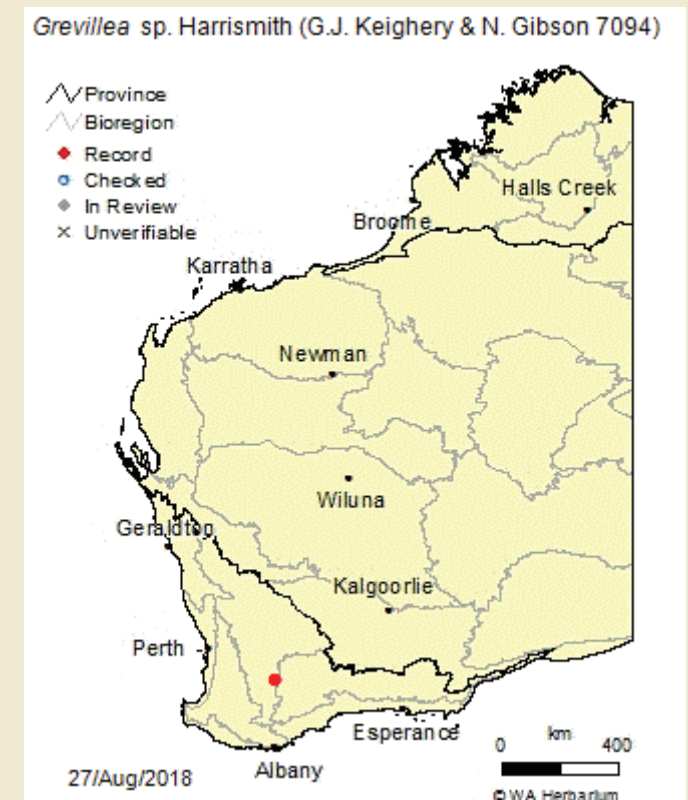 Grevillea sp. Harrismith (G.J. Keighery & N. Gibson 7094)
Province
Bioregion
Record
Checked
In Review
Unverifiable
Halls Creek
Broome
Karratha
Newman
Wiluna
Geraldton
Kalgoorlie
Perth
Esperance
Albany
0 km 400
27/Aug/2018
© WA Herbarium